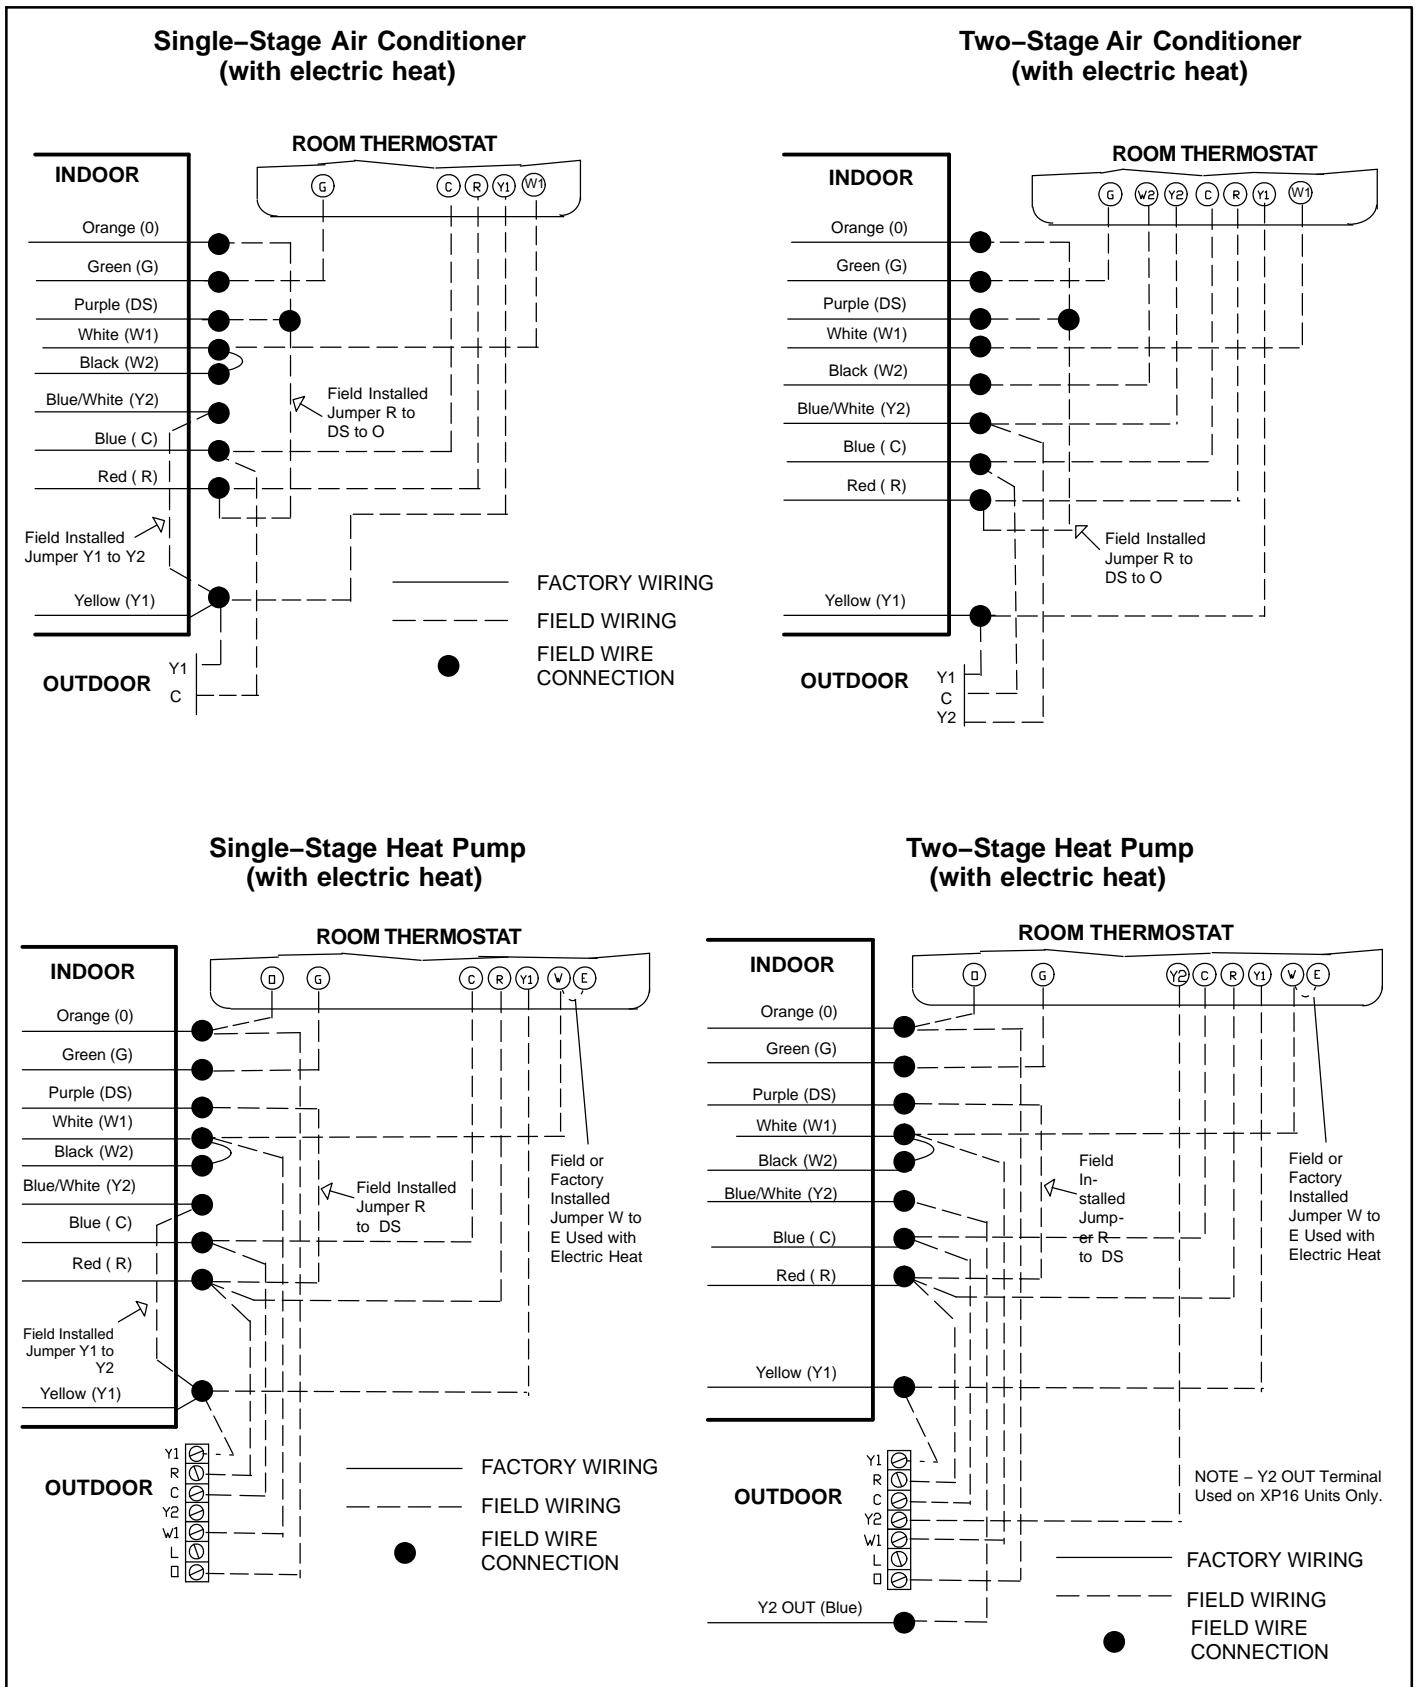 Single–Stage Air Conditioner
(with electric heat)
ROOM THERMOSTAT
INDOOR
G
C
R
Y1
W1
Orange (0)
Green (G)
Purple (DS)
White (W1)
Black (W2)
Blue/White (Y2)
Blue ( C)
Red ( R)
Field Installed
Jumper R to
DS to O
Field Installed
Jumper Y1 to Y2
Yellow (Y1)
OUTDOOR
Y1
C
FACTORY WIRING
FIELD WIRING
FIELD WIRE
CONNECTION
Two–Stage Air Conditioner
(with electric heat)
ROOM THERMOSTAT
INDOOR
G
W2
Y2
C
R
Y1
W1
Orange (0)
Green (G)
Purple (DS)
White (W1)
Black (W2)
Blue/White (Y2)
Blue ( C)
Red ( R)
Field Installed
Jumper R to
DS to O
Yellow (Y1)
OUTDOOR
Y1
C
Y2
Single–Stage Heat Pump
(with electric heat)
ROOM THERMOSTAT
INDOOR
O
G
C
R
Y1
W
E
Orange (0)
Green (G)
Purple (DS)
White (W1)
Black (W2)
Blue/White (Y2)
Blue ( C)
Red ( R)
Field Installed
Jumper R
to DS
Field or
Factory
Installed
Jumper W to
E Used with
Electric Heat
Field Installed
Jumper Y1 to
Y2
Yellow (Y1)
OUTDOOR
Y1
R
C
Y2
W1
L
O
FACTORY WIRING
FIELD WIRING
FIELD WIRE
CONNECTION
Two–Stage Heat Pump
(with electric heat)
ROOM THERMOSTAT
INDOOR
O
G
Y2
C
R
Y1
W
E
Orange (0)
Green (G)
Purple (DS)
White (W1)
Black (W2)
Blue/White (Y2)
Blue ( C)
Red ( R)
Field
In-
stalled
Jump-
er R
to DS
Field or
Factory
Installed
Jumper W to
E Used with
Electric Heat
Yellow (Y1)
OUTDOOR
Y1
R
C
Y2
W1
L
O
NOTE – Y2 OUT Terminal
Used on XP16 Units Only.
Y2 OUT (Blue)
FACTORY WIRING
FIELD WIRING
FIELD WIRE
CONNECTION